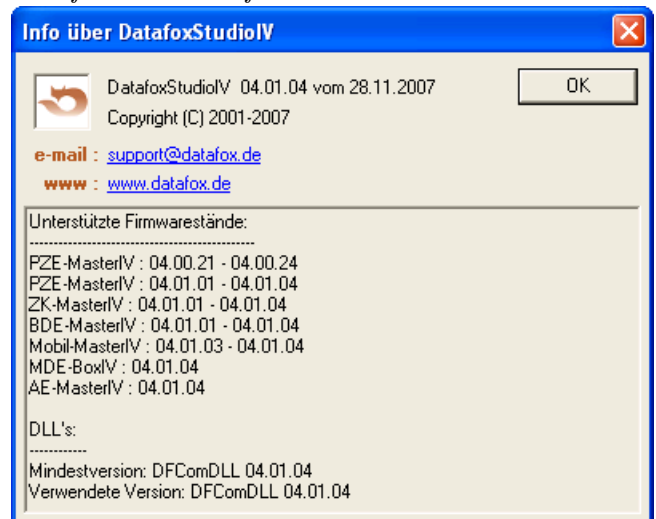 Info über DatafoxStudioIV
DatafoxStudioIV 04.01.04 vom 28.11.2007
OK
Copyright (C) 2001-2007
e-mail : support@datafox.de
www : www.datafox.de
Unterstützte Firmwarestände:
-----------------------------------------------
PZE-MasterIV : 04.00.21 - 04.00.24
PZE-MasterIV : 04.01.01 - 04.01.04
ZK-MasterIV : 04.01.01 - 04.01.04
BDE-MasterIV : 04.01.01 - 04.01.04
Mobil-MasterIV : 04.01.03 - 04.01.04
MDE-BoxIV : 04.01.04
AE-MasterIV : 04.01.04
DLL's:
------------
Mindestversion: DFComDLL 04.01.04
Verwendete Version: DFComDLL 04.01.04